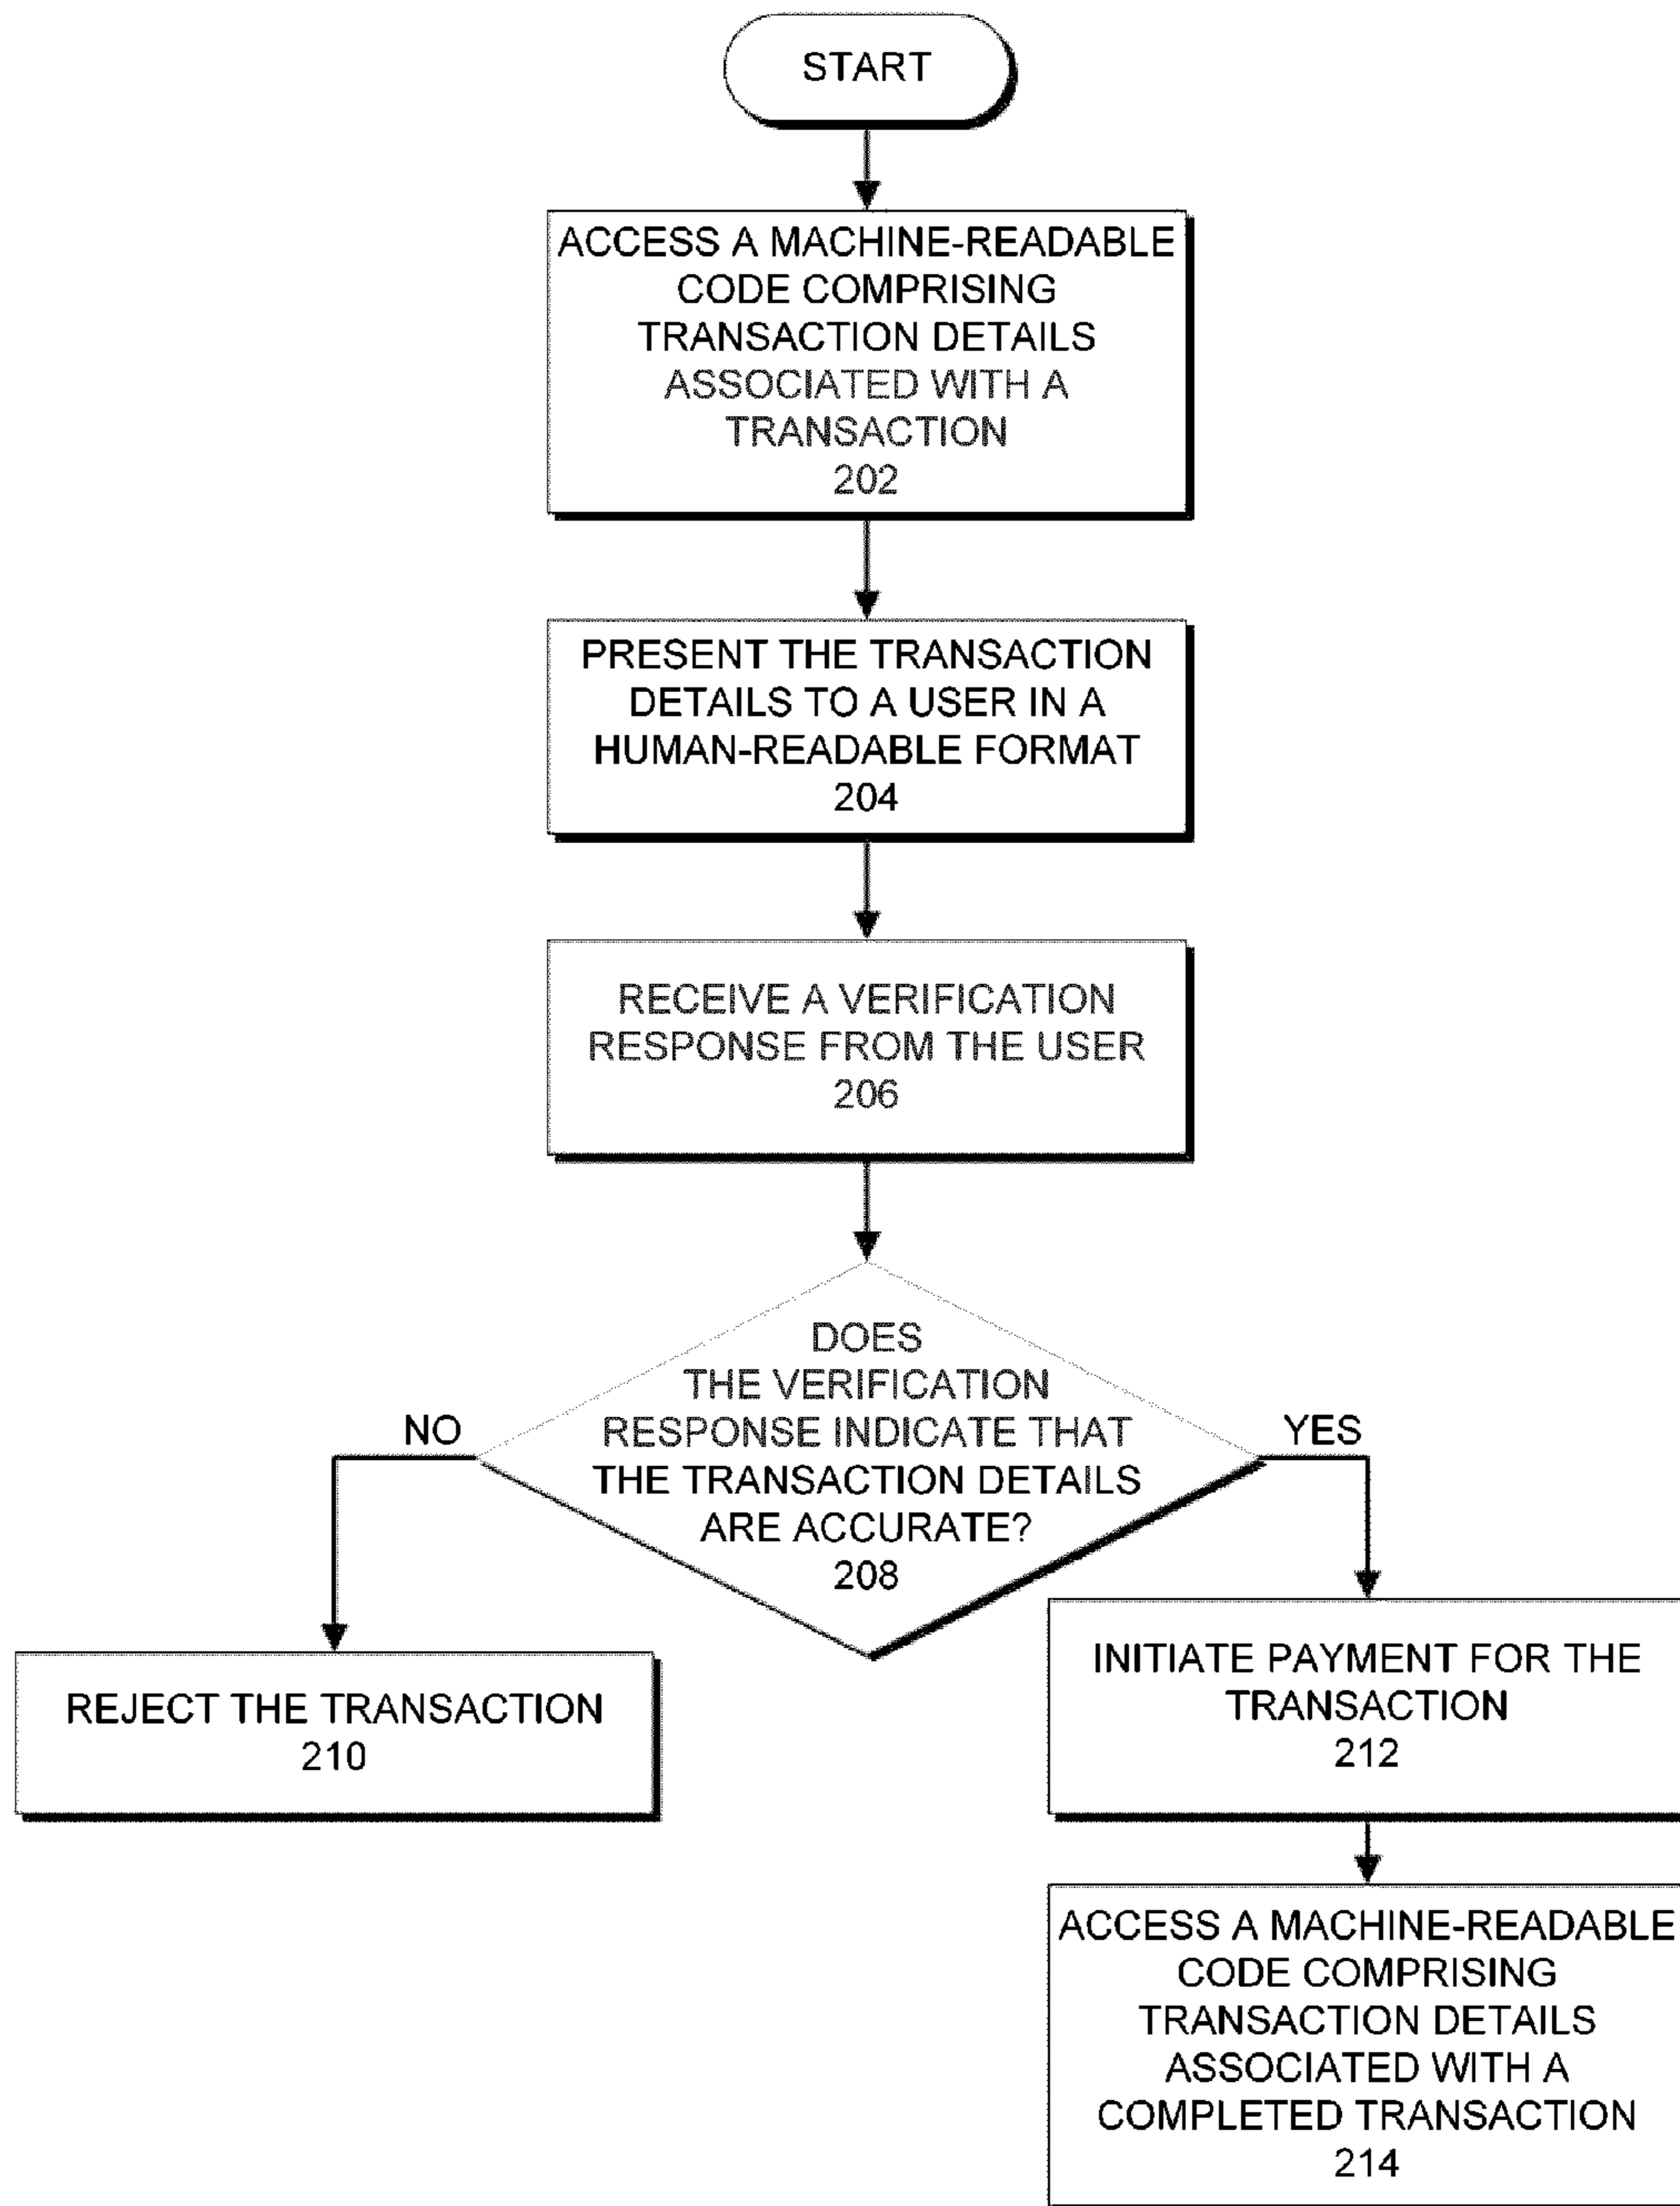 START
ACCESS A MACHINE-READABLE
CODE COMPRISING
TRANSACTION DETAILS
ASSOCIATED WITH A
TRANSACTION
202
PRESENT THE TRANSACTION
DETAILS TO A USER IN A
HUMAN-READABLE FORMAT
204
RECEIVE A VERIFICATION
RESPONSE FROM THE USER
206
DOES
THE VERIFICATION
RESPONSE INDICATE THAT
THE TRANSACTION DETAILS
ARE ACCURATE?
208
NO
YES
REJECT THE TRANSACTION
210
INITIATE PAYMENT FOR THE
TRANSACTION
212
ACCESS A MACHINE-READABLE
CODE COMPRISING
TRANSACTION DETAILS
ASSOCIATED WITH A
COMPLETED TRANSACTION
214